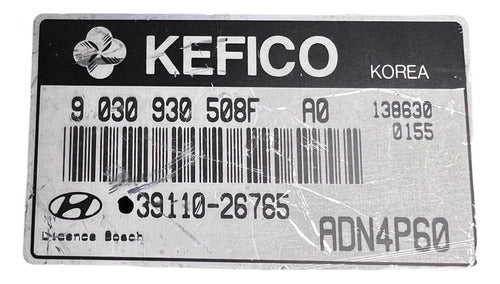 KEFICO
KOREA
9 030 930 508F A0 138630
0155
39110-26765
Licence Bosch
ADN4P60